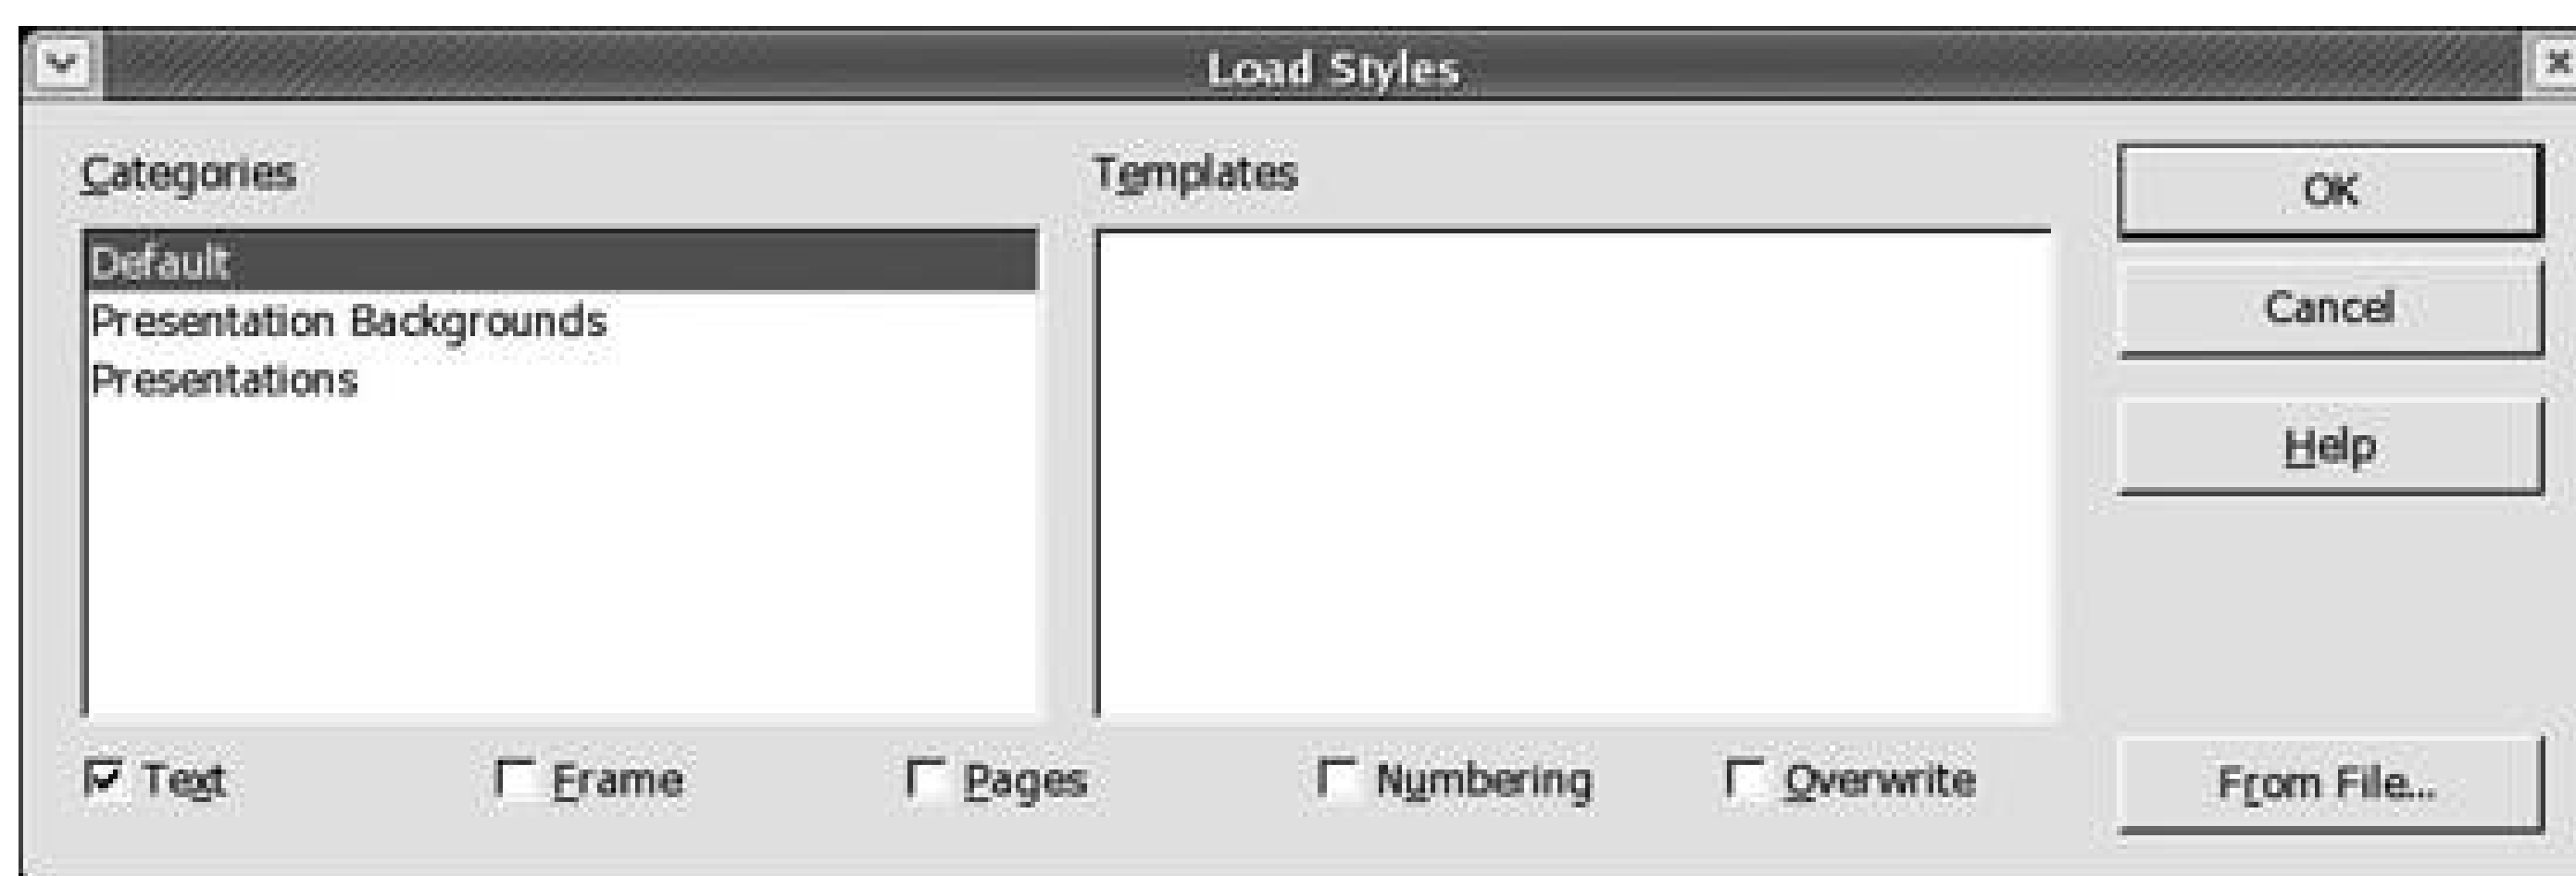 Load Styles
Categories
Templates
Default
Presentation Backgrounds
Presentations
OK
Cancel
Help
Text
Frame
Pages
Numbering
Overwrite
From File...